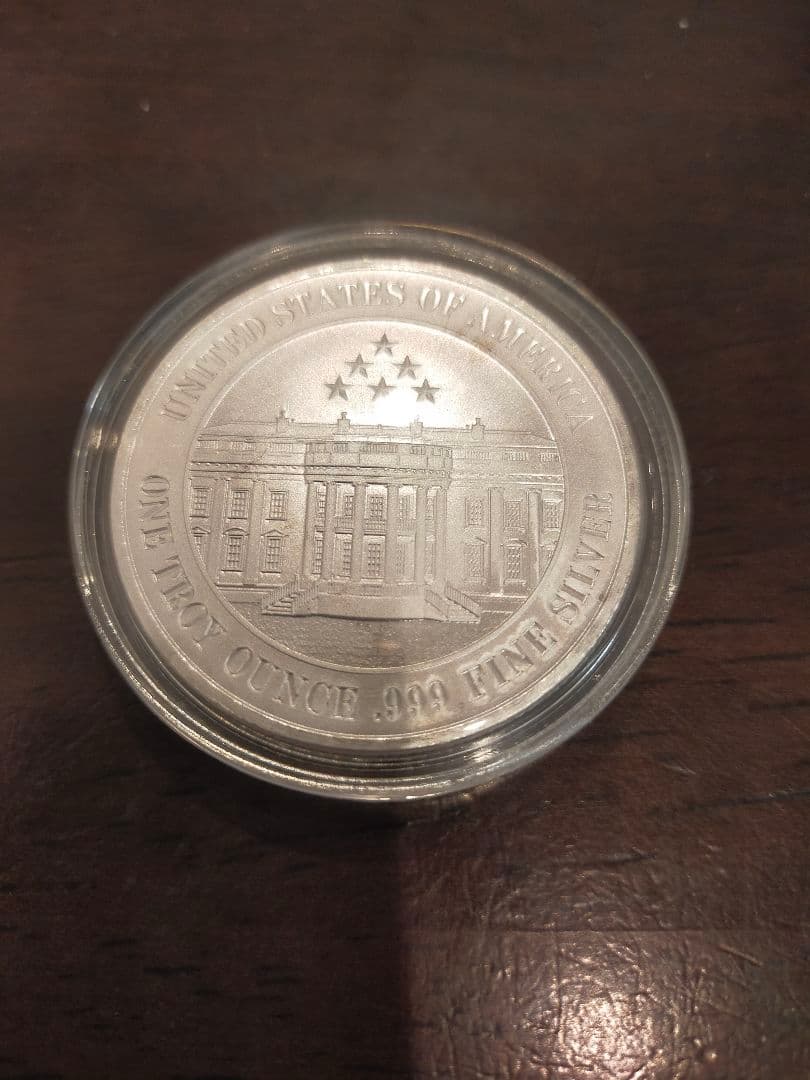 UNITED STATES OF AMERICA
ONE TROY OUNCE .999 FINE SILVER